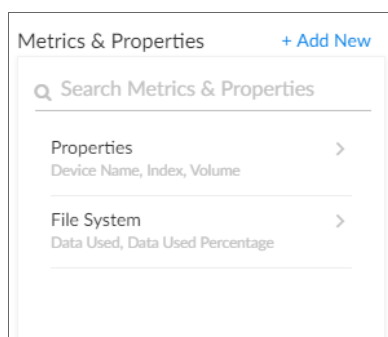 Metrics & Properties + Add New
Search Metrics & Properties
Properties
Device Name, Index, Volume
File System
Data Used, Data Used Percentage